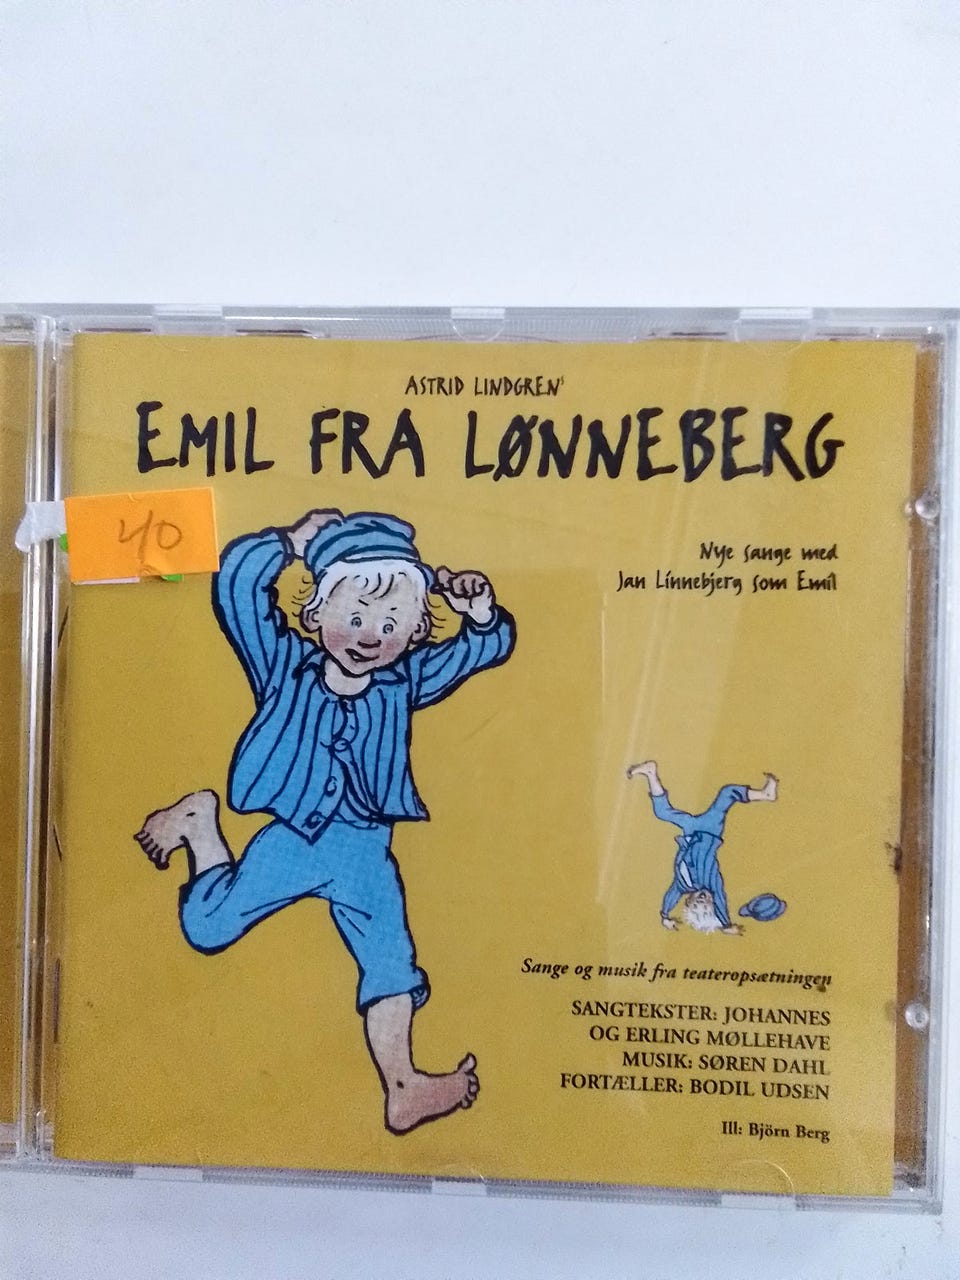 ASTRID LINDGREN'
EMIL FRA LØNNEBERG
40
Nye sange med
Jan Linnebjerg som Emil
Sange og musik fra teateropsætningen
SANGTEKSTER: JOHANNES
OG ERLING MØLLEHAVE
MUSIK: SØREN DAHL
FORTÆLLER: BODIL UDSEN
Ill: Björn Berg